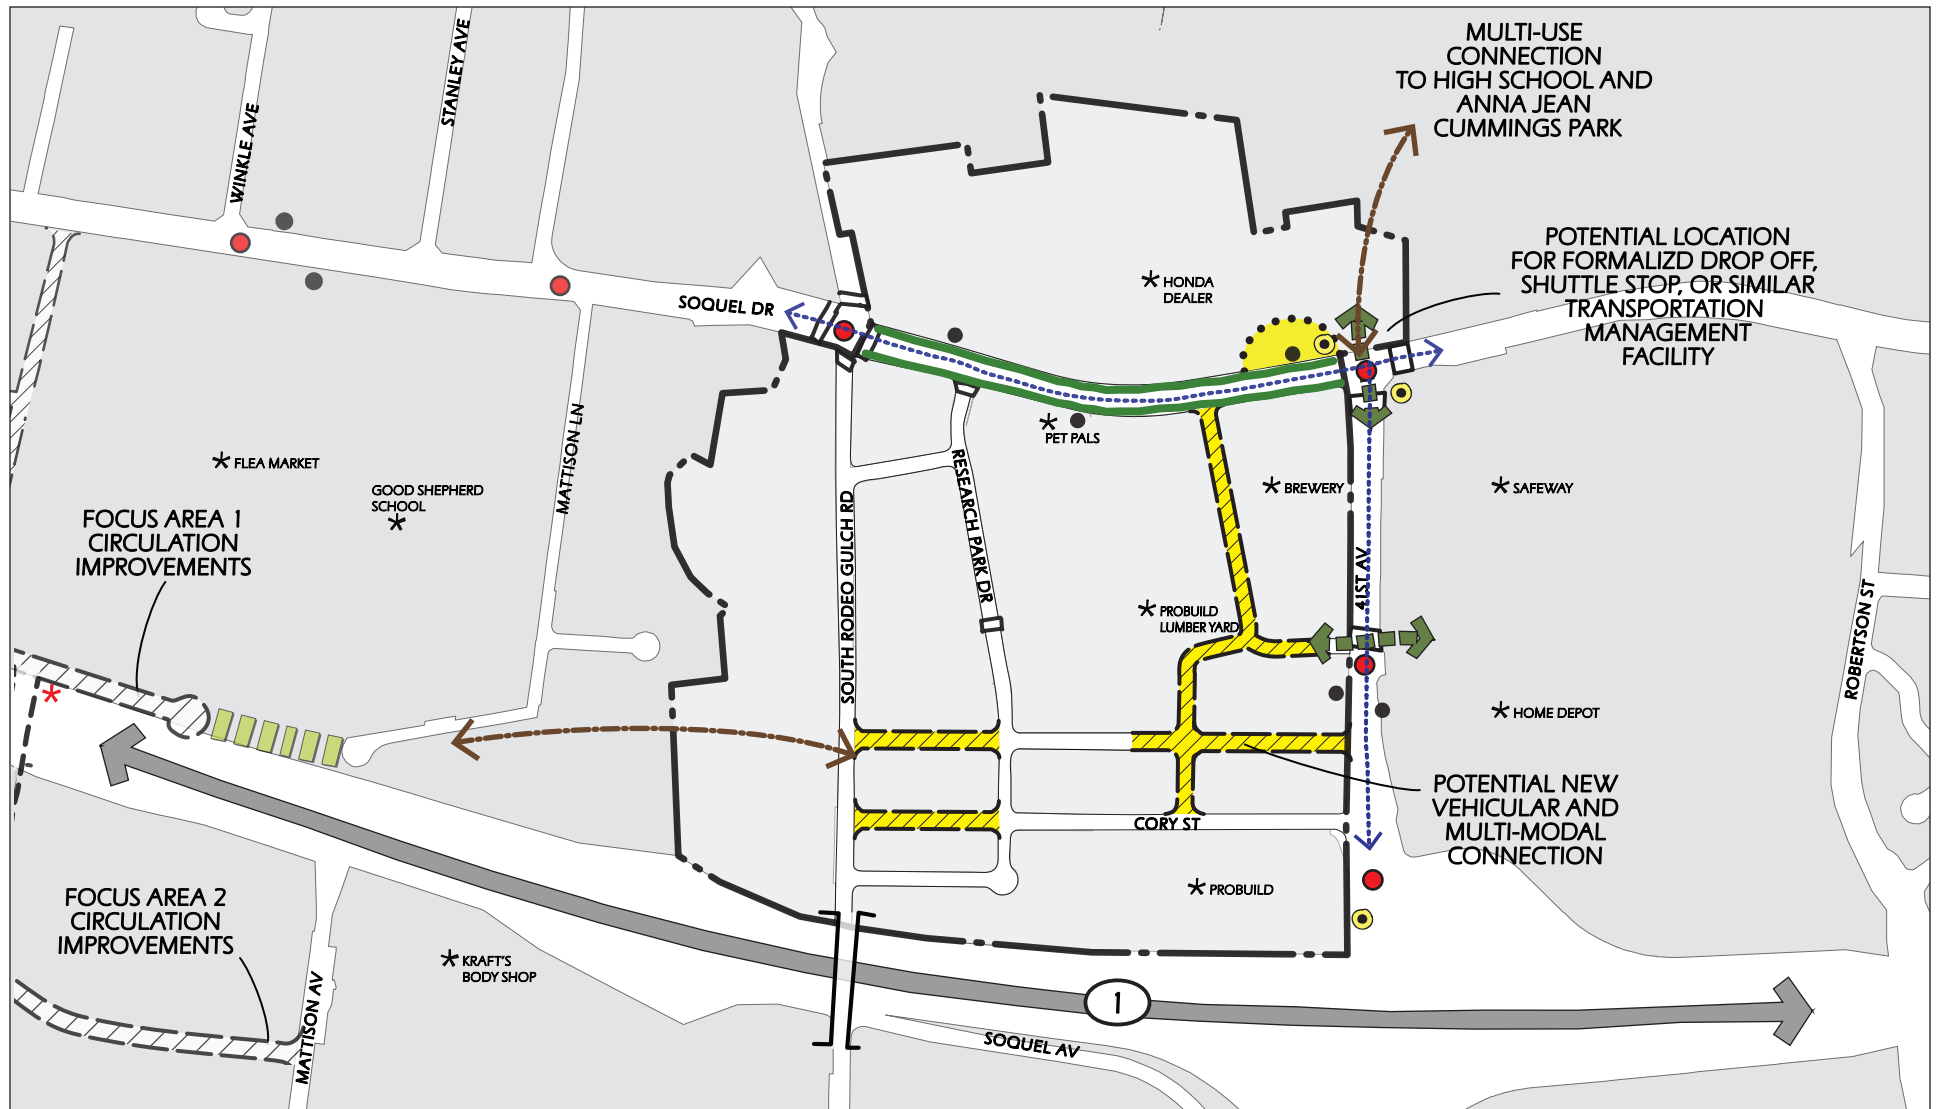 MULTI-USE
CONNECTION
TO HIGH SCHOOL AND
ANNA JEAN
CUMMINGS PARK
STANLEY AVE
WINKLE AVE
POTENTIAL LOCATION
FOR FORMALIZD DROP OFF,
SHUTTLE STOP, OR SIMILAR
TRANSPORTATION
MANAGEMENT
FACILITY
HONDA
DEALER
SOQUEL DR
PET PALS
MATTISON LN
FLEA MARKET
GOOD SHEPHERD
SCHOOL
RESEARCH PARK DR
SOUTH RODEO GULCH RD
BREWERY
SAFEWAY
41ST AV
FOCUS AREA 1
CIRCULATION
IMPROVEMENTS
PROBUILD
LUMBER YARD
ROBERTSON ST
HOME DEPOT
POTENTIAL NEW
VEHICULAR AND
MULTI-MODAL
CONNECTION
CORY ST
PROBUILD
FOCUS AREA 2
CIRCULATION
IMPROVEMENTS
KRAFT'S
BODY SHOP
MATTISON AV
1
SOQUEL AV